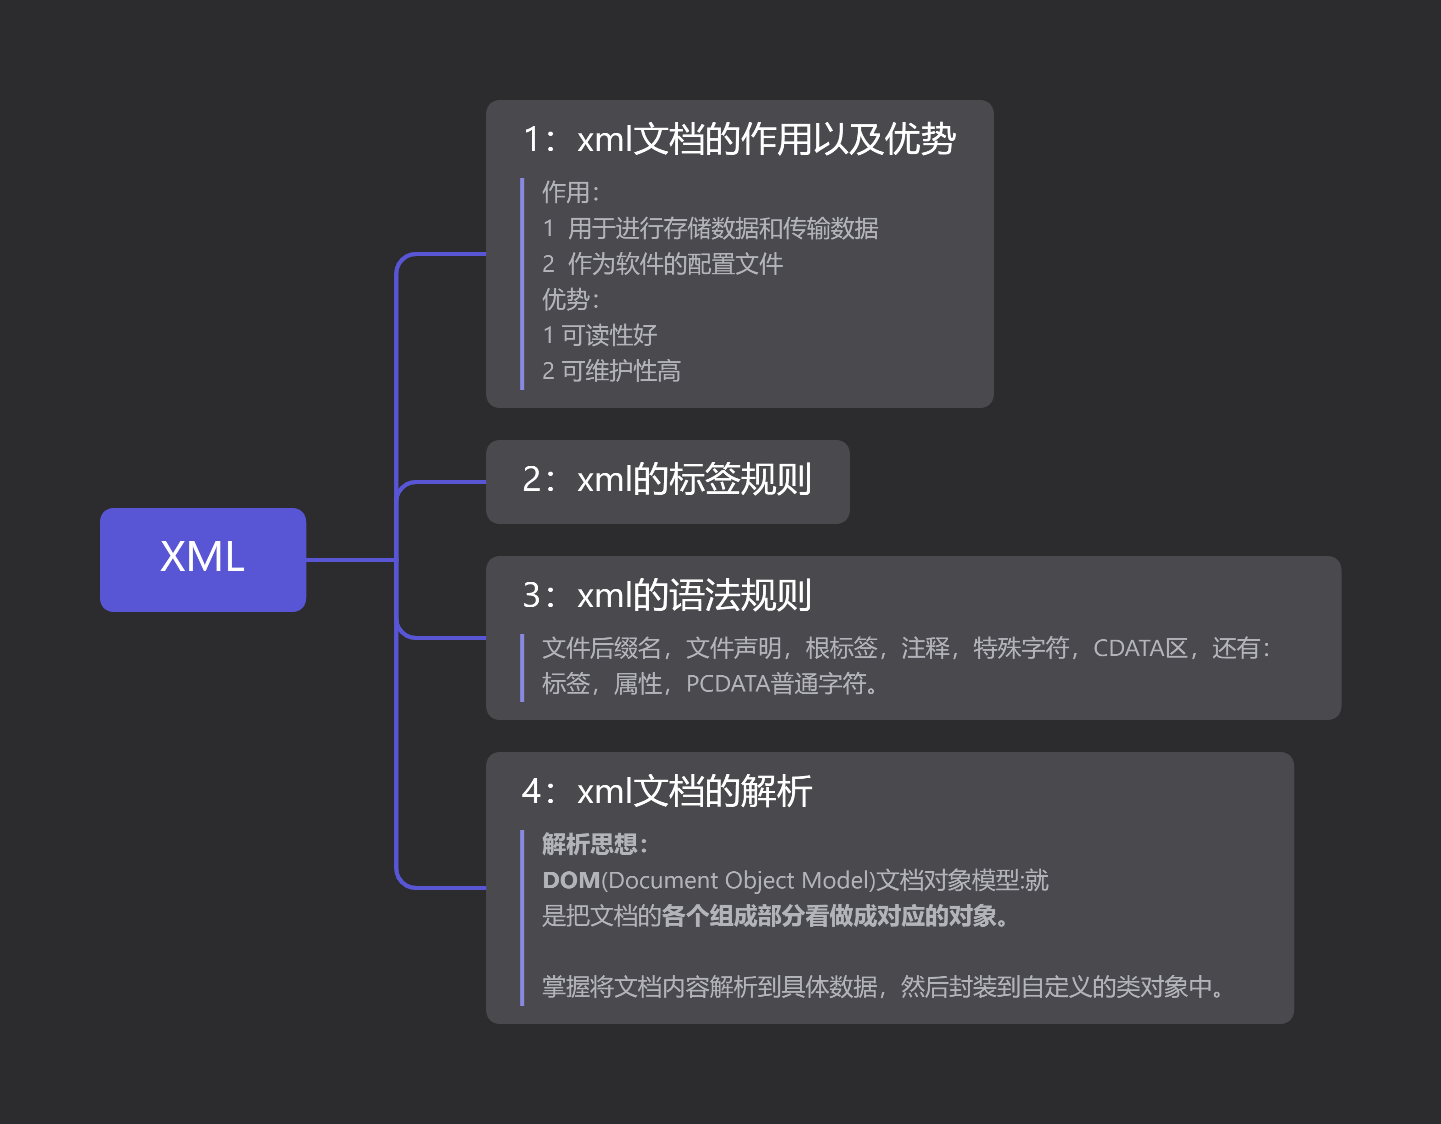 XML
1：xml文档的作用以及优势
作用：
1 用于进行存储数据和传输数据
2 作为软件的配置文件
优势：
1 可读性好
2 可维护性高
2：xml的标签规则
3：xml的语法规则
文件后缀名，文件声明，根标签，注释，特殊字符，CDATA区，还有：
标签，属性，PCDATA普通字符。
4：xml文档的解析
解析思想：
DOM(Document Object Model)文档对象模型:就
是把文档的各个组成部分看做成对应的对象。
掌握将文档内容解析到具体数据，然后封装到自定义的类对象中。